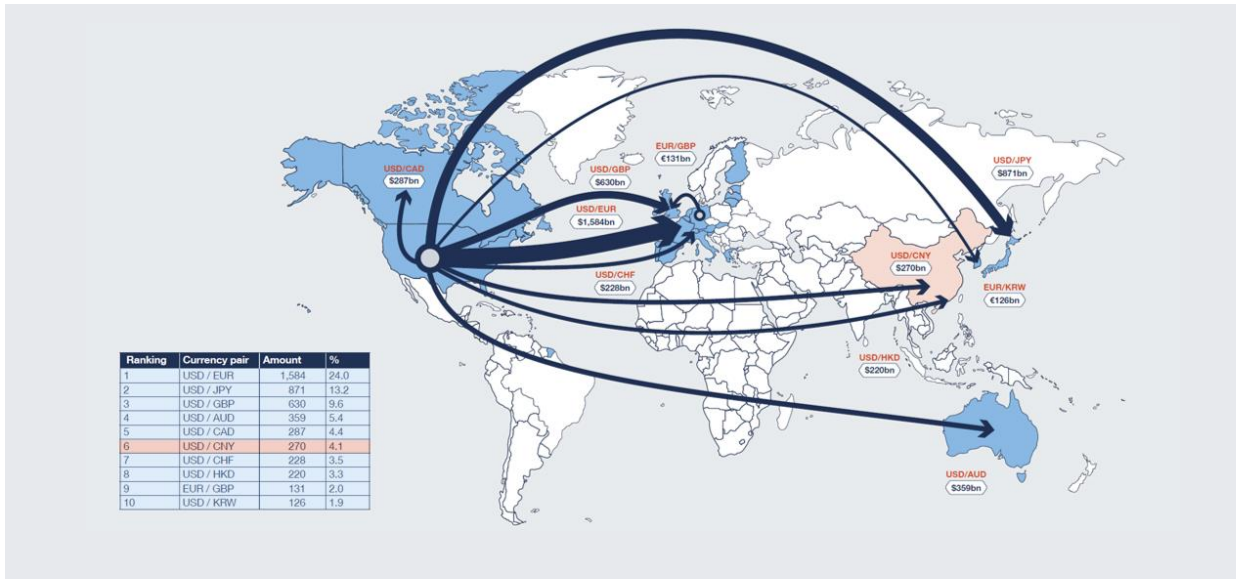 EUR/GBP
€131bn
USD/CAD
$287bn
USD/GBP
$630bn
USD/JPY
$871bn
USD/EUR
$1,584bn
USD/CNY
$270bn
USD/CHF
$228bn
EUR/KRW
€126bn
USD/HKD
$220bn
USD/AUD
$359bn
Ranking Currency pair Amount %
1 USD / EUR 1,584 24.0
2 USD / JPY 871 13.2
3 USD / GBP 630 9.6
4 USD / AUD 359 5.4
5 USD / CAD 287 4.4
6 USD / CNY 270 4.1
7 USD / CHF 228 3.5
8 USD / HKD 220 3.3
9 EUR / GBP 131 2.0
10 USD / KRW 126 1.9